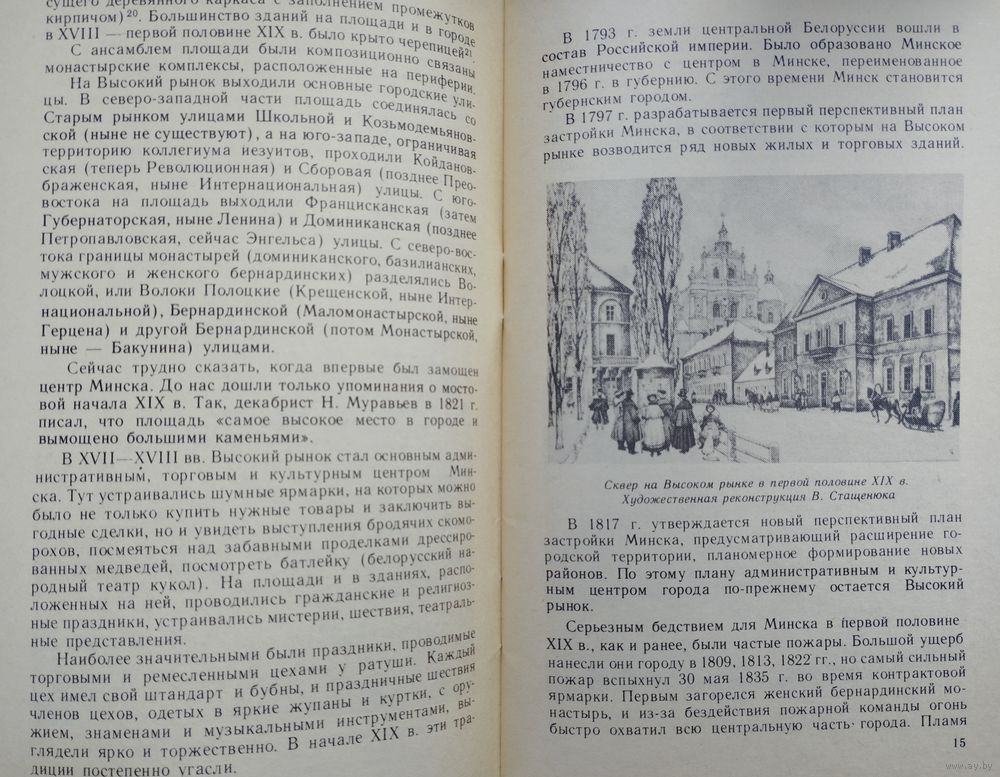 сущего деревянного каркаса с заполнением промежутков
кирпичом)²⁰. Большинство зданий на площади и в городе
в XVIII — первой половине XIX в. было крыто черепицей²¹.
С ансамблем площади были композиционно связаны
монастырские комплексы, расположенные на периферии.
На Высокий рынок выходили основные городские ули-
цы. В северо-западной части площадь соединялась со
Старым рынком улицами Школьной и Козьмодемьянов-
ской (ныне не существуют), а на юго-западе, ограничивая
территорию коллегиума иезуитов, проходили Койданов-
ская (теперь Революционная) и Сборовая (позднее Прео-
браженская, ныне Интернациональная) улицы. С юго-
востока на площадь выходили Францисканская (затем
Губернаторская, ныне Ленина) и Доминиканская (позднее
Петропавловская, сейчас Энгельса) улицы. С северо-вос-
тока границы монастырей (доминиканского, базилианских,
мужского и женского бернардинских) разделялись Во-
лоцкой, или Волоки Полоцкие (Крещенской, ныне Интер-
национальной), Бернардинской (Маломонастырской, ныне
Герцена) и другой Бернардинской (потом Монастырской,
ныне — Бакунина) улицами.
Сейчас трудно сказать, когда впервые был замощен
центр Минска. До нас дошли только упоминания о мосто-
вой начала XIX в. Так, декабрист Н. Муравьев в 1821 г.
писал, что площадь «самое высокое место в городе и
вымощено большими каменьями».
В XVII—XVIII вв. Высокий рынок стал основным адми-
нистративным, торговым и культурным центром Мин-
ска. Тут устраивались шумные ярмарки, на которых можно
было не только купить нужные товары и заключить вы-
годные сделки, но и увидеть выступления бродячих скомо-
рохов, посмеяться над забавными проделками дрессиро-
ванных медведей, посмотреть батлейку (белорусский на-
родный театр кукол). На площади и в зданиях, распо-
ложенных на ней, проводились гражданские и религиоз-
ные праздники, устраивались мистерии, шествия, театраль-
ные представления.
Наиболее значительными были праздники, проводимые
торговыми и ремесленными цехами у ратуши. Каждый
цех имел свой штандарт и бубны, и праздничные шествия
членов цехов, одетых в яркие жупаны и куртки, с ору-
жием, знаменами и музыкальными инструментами, вы-
глядели ярко и торжественно. В начале XIX в. эти тра-
диции постепенно угасли.
В 1793 г. земли центральной Белоруссии вошли в
состав Российской империи. Было образовано Минское
наместничество с центром в Минске, переименованное
в 1796 г. в губернию. С этого времени Минск становится
губернским городом.
В 1797 г. разрабатывается первый перспективный план
застройки Минска, в соответствии с которым на Высоком
рынке возводится ряд новых жилых и торговых зданий.
Сквер на Высоком рынке в первой половине XIX в.
Художественная реконструкция В. Стащенюка
В 1817 г. утверждается новый перспективный план
застройки Минска, предусматривающий расширение го-
родской территории, планомерное формирование новых
районов. По этому плану административным и культур-
ным центром города по-прежнему остается Высокий
рынок.
Серьезным бедствием для Минска в первой половине
XIX в., как и ранее, были частые пожары. Большой ущерб
нанесли они городу в 1809, 1813, 1822 гг., но самый сильный
пожар вспыхнул 30 мая 1835 г. во время контрактовой
ярмарки. Первым загорелся женский бернардинский мо-
настырь, и из-за бездействия пожарной команды огонь
быстро охватил всю центральную часть города. Пламя
15
www.ay.by